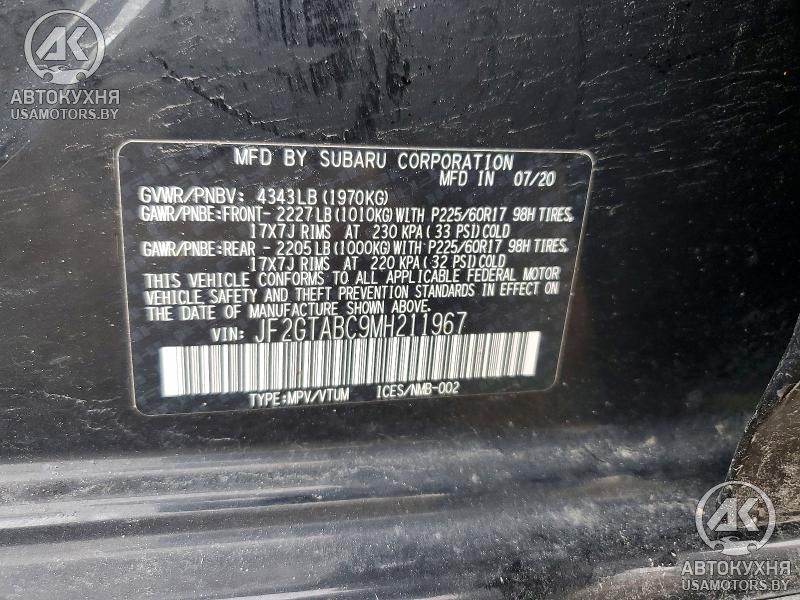 AK
АВТОКУХНЯ
USAMOTORS.BY
MFD BY SUBARU CORPORATION
MFD IN 07/20
GVWR/PNBV: 4343LB (1970KG)
GAWR/PNBE:FRONT- 2227LB (1010KG) WITH P225/60R17 98H TIRES,
17X7J RIMS AT 230 KPA (33 PSI) COLD
GAWR/PNBE:REAR - 2205LB (1000KG) WITH P225/60R17 98H TIRES,
17X7J RIMS AT 220 KPA (32 PSI) COLD
THIS VEHICLE CONFORMS TO ALL APPLICABLE FEDERAL MOTOR
VEHICLE SAFETY AND THEFT PREVENTION STANDARDS IN EFFECT ON
THE DATE OF MANUFACTURE SHOWN ABOVE.
VIN: JF2GTABC9MH211967
TYPE:MPV/VTUM ICES/NMB-002
AK
АВТОКУХНЯ
USAMOTORS.BY